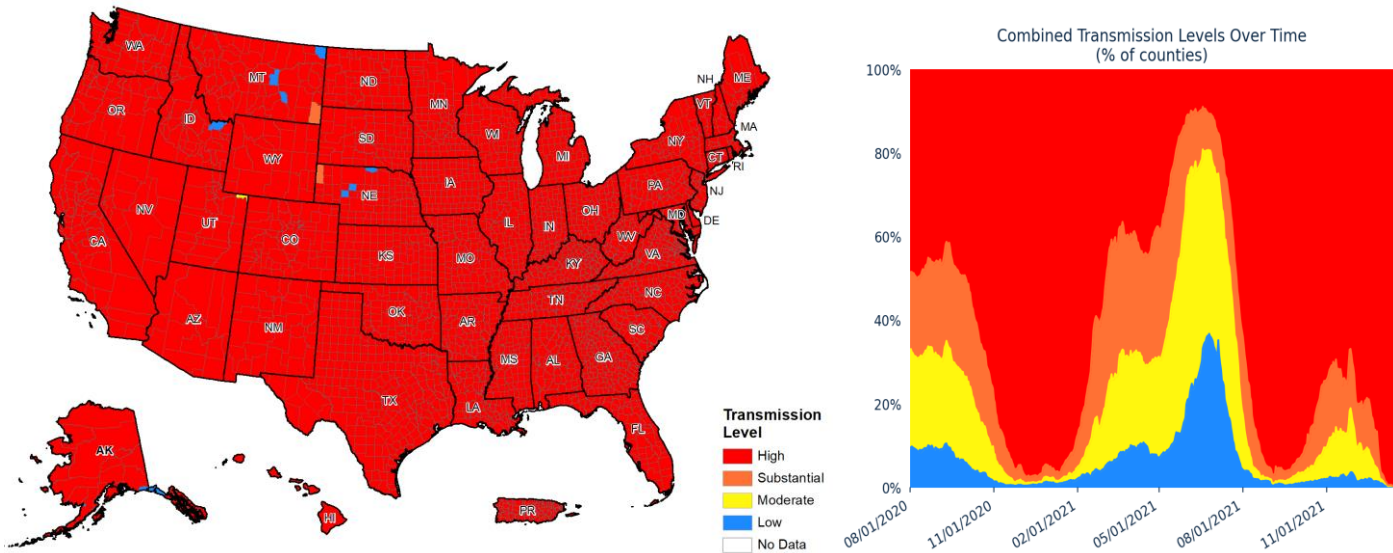 WA
MT
ND
MN
OR
ID
SD
WI
WY
MI
NE
IA
NV
UT
CO
CA
IL
IN
OH
PA
NY
VT
NH
ME
MA
CT
RI
NJ
DE
MD
WV
VA
KS
MO
KY
AZ
NM
OK
AR
TN
NC
SC
MS
AL
GA
TX
LA
FL
AK
HI
PR
Transmission
Level
High
Substantial
Moderate
Low
No Data
Combined Transmission Levels Over Time
(% of counties)
100%
80%
60%
40%
20%
0%
08/01/2020
11/01/2020
02/01/2021
05/01/2021
08/01/2021
11/01/2021